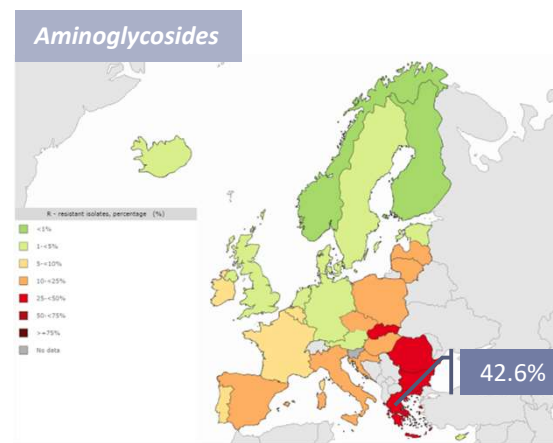 Aminoglycosides
R - resistant isolates, percentage (%)
<1%
1-<5%
5-<10%
10-<25%
25-<50%
50-<75%
>=75%
No data
42.6%